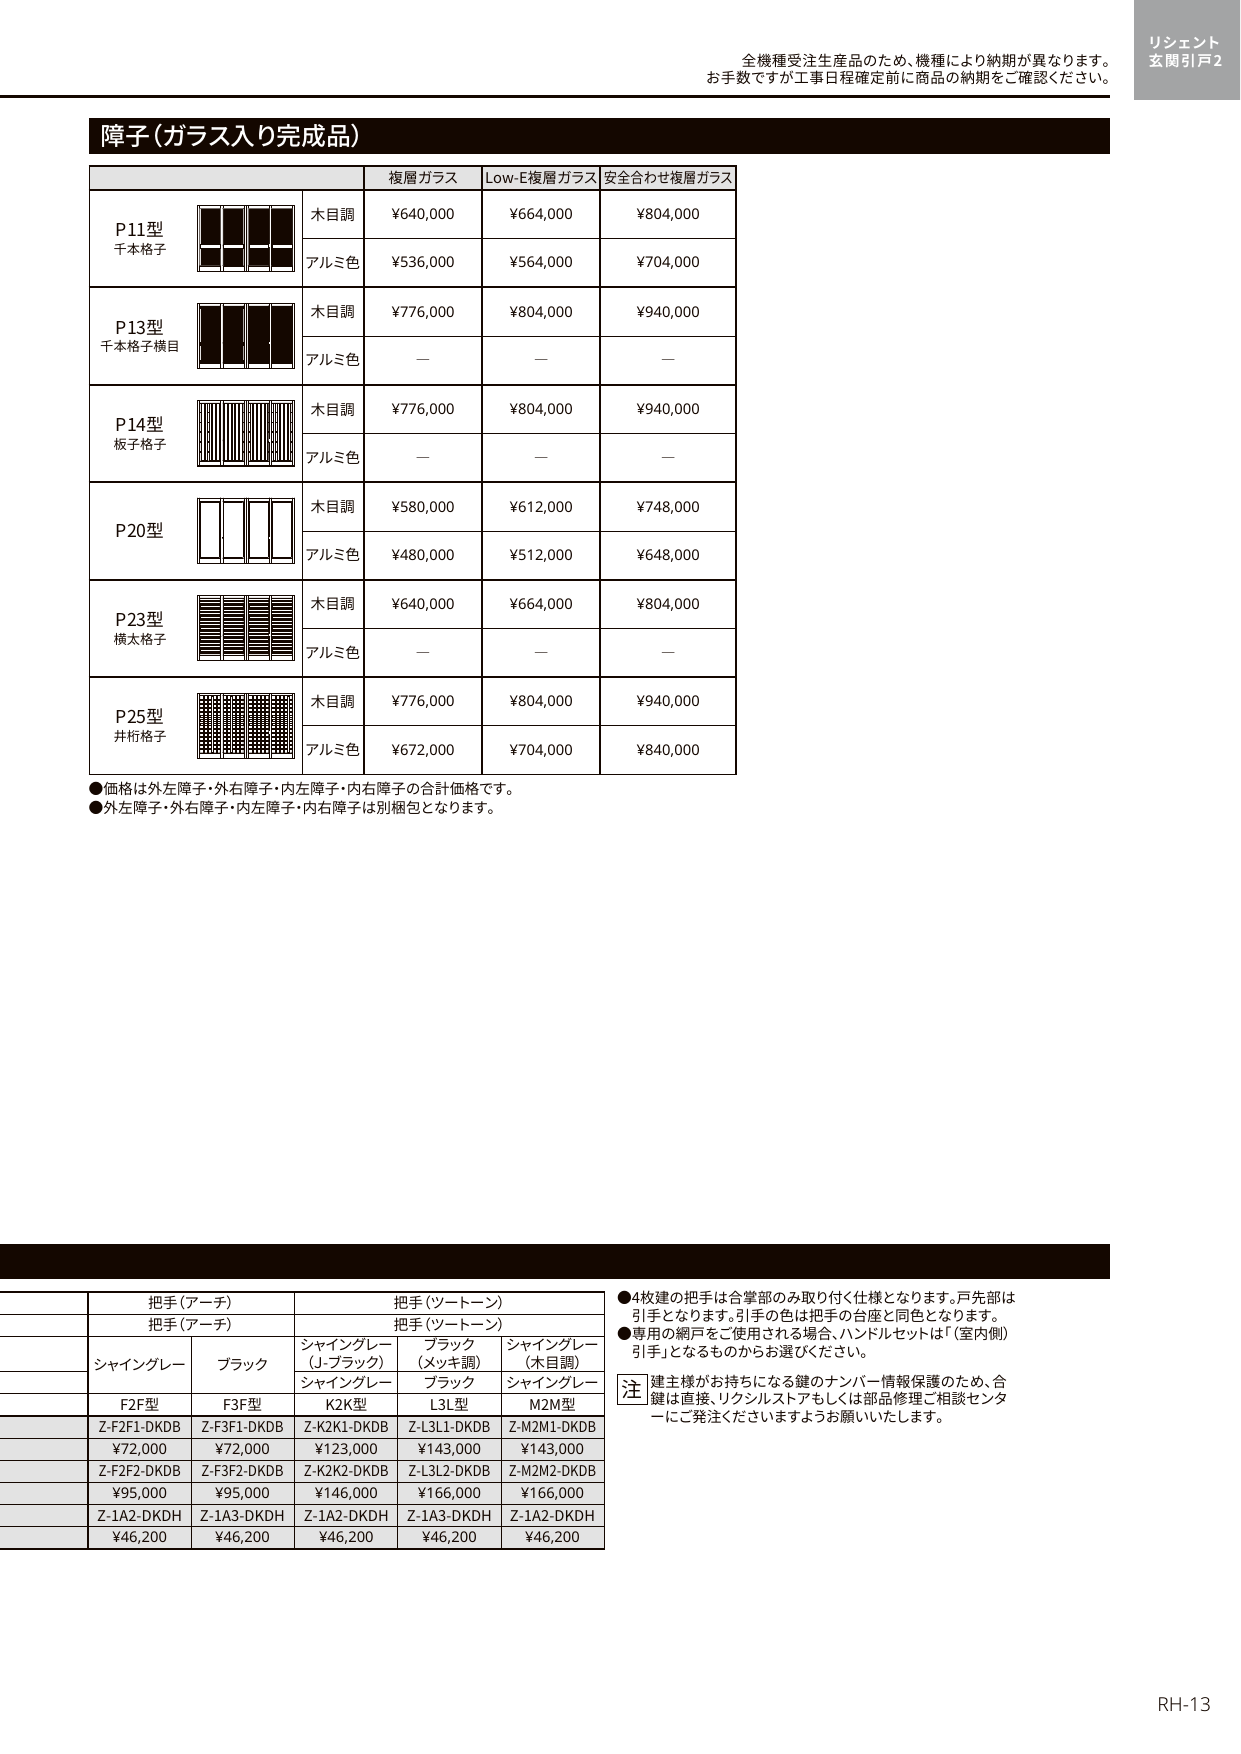 リシェント
玄関引戸2
全機種受注生産品のため、機種により納期が異なります。
お手数ですが工事日程確定前に商品の納期をご確認ください。
障子（ガラス入り完成品）
複層ガラス Low-E複層ガラス 安全合わせ複層ガラス
P11型
千本格子
木目調 ¥640,000 ¥664,000 ¥804,000
アルミ色 ¥536,000 ¥564,000 ¥704,000
P13型
千本格子横目
木目調 ¥776,000 ¥804,000 ¥940,000
アルミ色 — — —
P14型
板子格子
木目調 ¥776,000 ¥804,000 ¥940,000
アルミ色 — — —
P20型
木目調 ¥580,000 ¥612,000 ¥748,000
アルミ色 ¥480,000 ¥512,000 ¥648,000
P23型
横太格子
木目調 ¥640,000 ¥664,000 ¥804,000
アルミ色 — — —
P25型
井桁格子
木目調 ¥776,000 ¥804,000 ¥940,000
アルミ色 ¥672,000 ¥704,000 ¥840,000
●価格は外左障子・外右障子・内左障子・内右障子の合計価格です。
●外左障子・外右障子・内左障子・内右障子は別梱包となります。
把手（アーチ） 把手（ツートーン）
把手（アーチ） 把手（ツートーン）
シャイングレー ブラック シャイングレー（J-ブラック） ブラック（メッキ調） シャイングレー（木目調）
シャイングレー ブラック シャイングレー
F2F型 F3F型 K2K型 L3L型 M2M型
Z-F2F1-DKDB Z-F3F1-DKDB Z-K2K1-DKDB Z-L3L1-DKDB Z-M2M1-DKDB
¥72,000 ¥72,000 ¥123,000 ¥143,000 ¥143,000
Z-F2F2-DKDB Z-F3F2-DKDB Z-K2K2-DKDB Z-L3L2-DKDB Z-M2M2-DKDB
¥95,000 ¥95,000 ¥146,000 ¥166,000 ¥166,000
Z-1A2-DKDH Z-1A3-DKDH Z-1A2-DKDH Z-1A3-DKDH Z-1A2-DKDH
¥46,200 ¥46,200 ¥46,200 ¥46,200 ¥46,200
●4枚建の把手は合掌部のみ取り付く仕様となります。戸先部は
引手となります。引手の色は把手の台座と同色となります。
●専用の網戸をご使用される場合、ハンドルセットは「（室内側）
引手」となるものからお選びください。
注 建主様がお持ちになる鍵のナンバー情報保護のため、合
鍵は直接、リクシルストアもしくは部品修理ご相談センタ
ーにご発注くださいますようお願いいたします。
RH-13